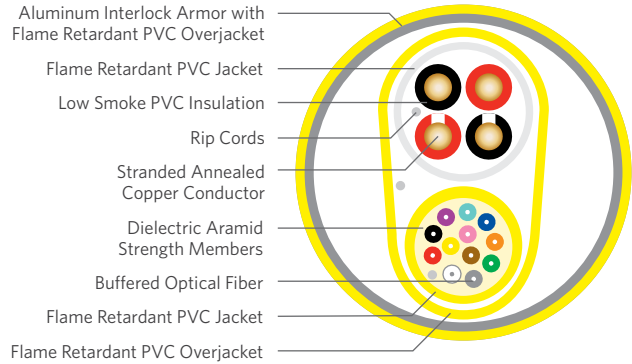 Aluminum Interlock Armor with
Flame Retardant PVC Overjacket
Flame Retardant PVC Jacket
Low Smoke PVC Insulation
Rip Cords
Stranded Annealed
Copper Conductor
Dielectric Aramid
Strength Members
Buffered Optical Fiber
Flame Retardant PVC Jacket
Flame Retardant PVC Overjacket